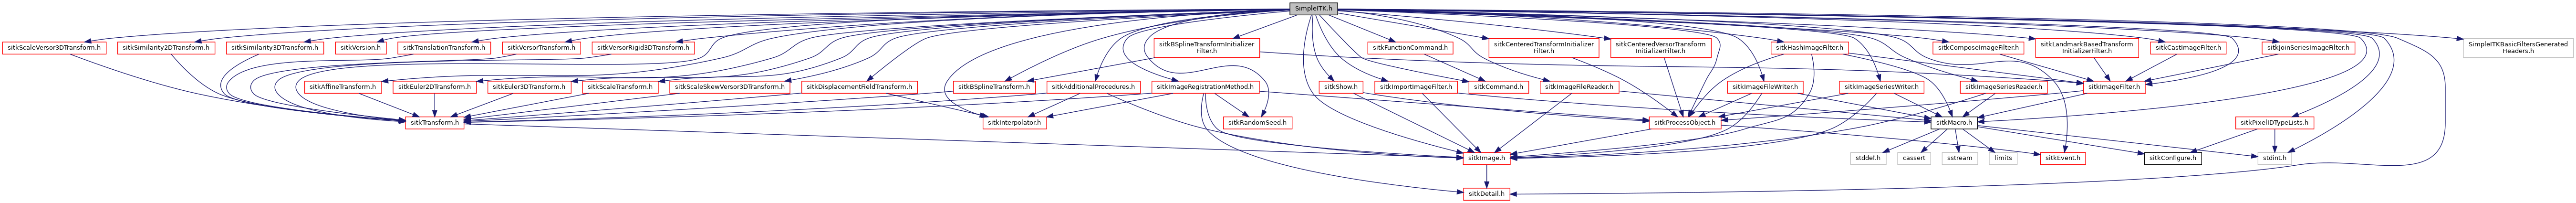 SimpleITK.h
sitkScaleVersor3DTransform.h
sitkSimilarity2DTransform.h
sitkSimilarity3DTransform.h
sitkVersion.h
sitkTranslationTransform.h
sitkVersorTransform.h
sitkVersorRigid3DTransform.h
sitkBSplineTransformInitializer
Filter.h
sitkFunctionCommand.h
sitkCenteredTransformInitializer
Filter.h
sitkCenteredVersorTransform
InitializerFilter.h
sitkHashImageFilter.h
sitkComposeImageFilter.h
sitkLandmarkBasedTransform
InitializerFilter.h
sitkCastImageFilter.h
sitkJoinSeriesImageFilter.h
SimpleITKBasicFiltersGenerated
Headers.h
sitkAffineTransform.h
sitkEuler2DTransform.h
sitkEuler3DTransform.h
sitkScaleTransform.h
sitkScaleSkewVersor3DTransform.h
sitkDisplacementFieldTransform.h
sitkBSplineTransform.h
sitkAdditionalProcedures.h
sitkImageRegistrationMethod.h
sitkShow.h
sitkImportImageFilter.h
sitkCommand.h
sitkImageFileReader.h
sitkImageFileWriter.h
sitkImageSeriesWriter.h
sitkImageSeriesReader.h
sitkImageFilter.h
sitkTransform.h
sitkInterpolator.h
sitkRandomSeed.h
sitkProcessObject.h
sitkMacro.h
sitkPixelIDTypeLists.h
sitkImage.h
stddef.h
cassert
sstream
limits
sitkEvent.h
sitkConfigure.h
stdint.h
sitkDetail.h